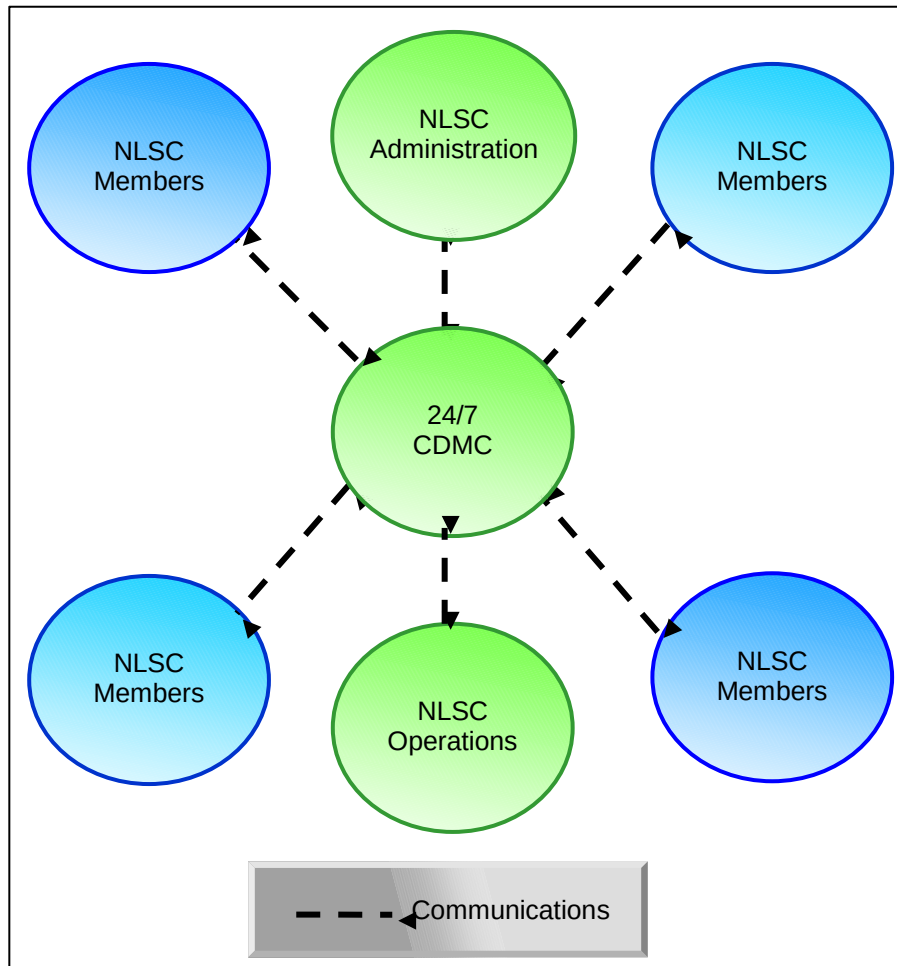 NLSC
Members
NLSC
Administration
NLSC
Members
24/7
CDMC
NLSC
Members
NLSC
Operations
NLSC
Members
Communications